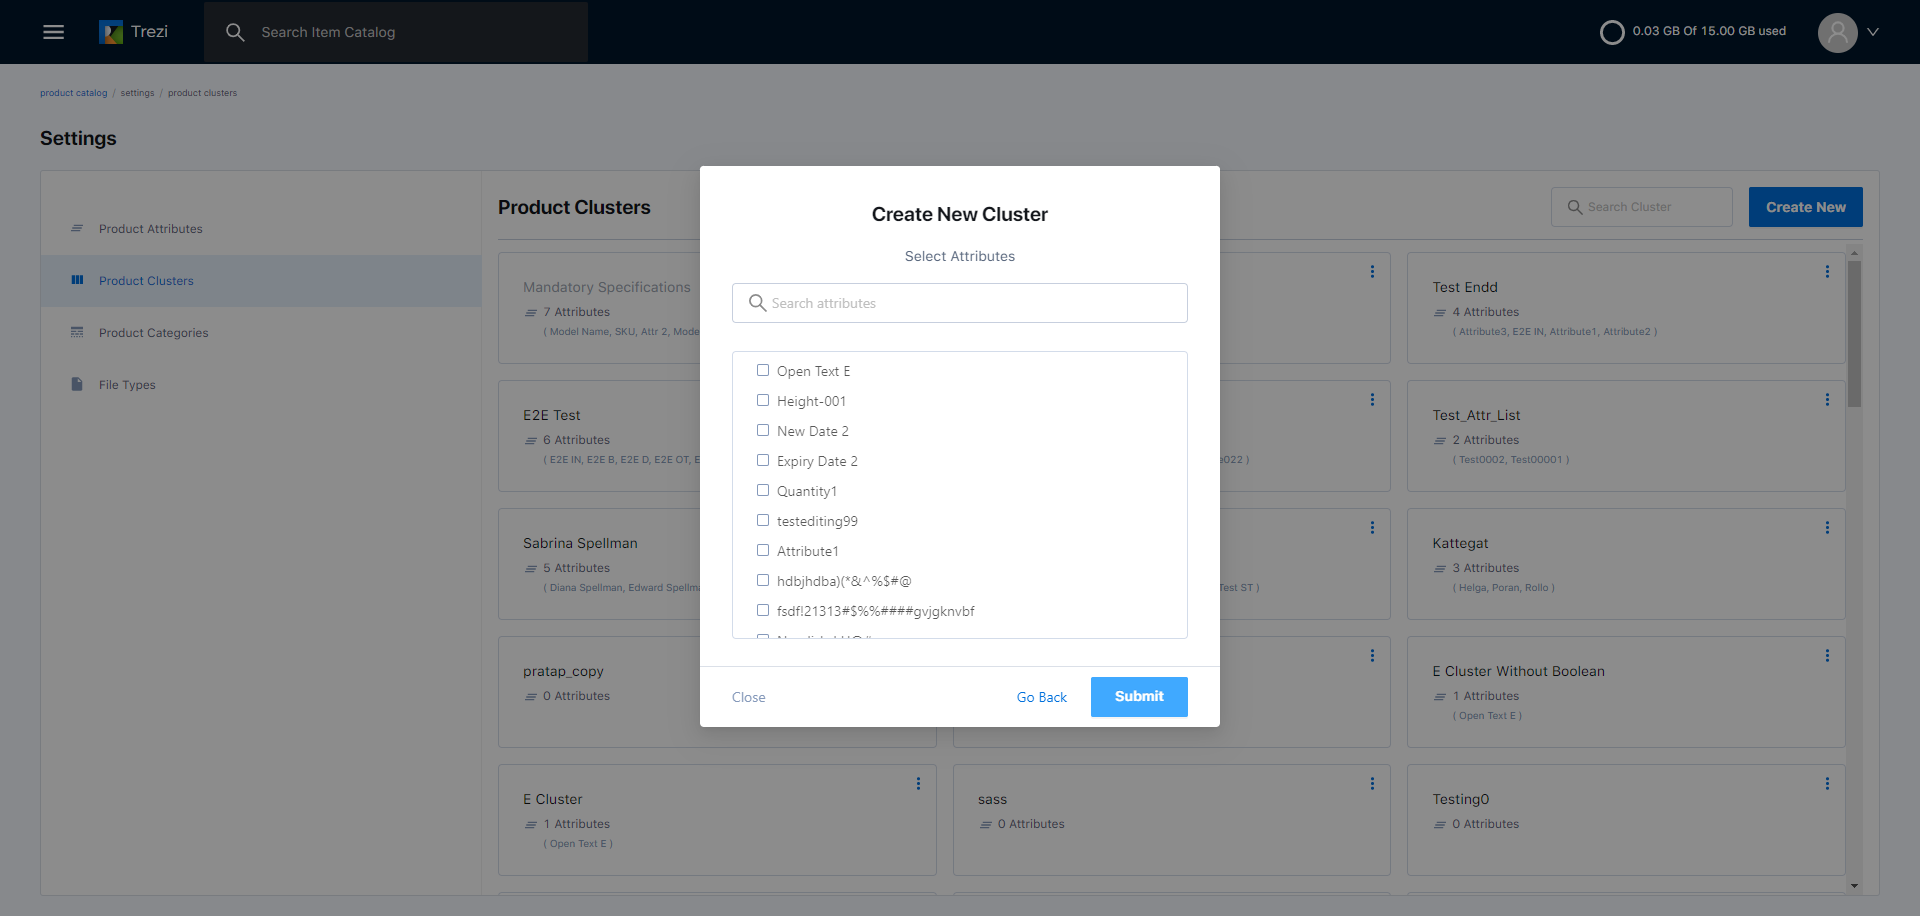 Trezi
Search Item Catalog
0.03 GB Of 15.00 GB used
product catalog / settings / product clusters
Settings
Product Attributes
Product Clusters
Product Categories
File Types
Product Clusters
Search Cluster
Create New
Mandatory Specifications
7 Attributes
( Model Name, SKU, Attr 2, Mode
Test Endd
4 Attributes
( Attribute3, E2E IN, Attribute1, Attribute2 )
E2E Test
6 Attributes
( E2E IN, E2E B, E2E D, E2E OT, E
e022 )
Test_Attr_List
2 Attributes
( Test0002, Test00001 )
Sabrina Spellman
5 Attributes
( Diana Spellman, Edward Spellm
Test ST )
Kattegat
3 Attributes
( Helga, Poran, Rollo )
pratap_copy
0 Attributes
E Cluster Without Boolean
1 Attributes
( Open Text E )
E Cluster
1 Attributes
( Open Text E )
sass
0 Attributes
Testing0
0 Attributes
Create New Cluster
Select Attributes
Search attributes
Open Text E
Height-001
New Date 2
Expiry Date 2
Quantity1
testediting99
Attribute1
hdbjhdba)(*&^%$#@
fsdf!21313#$%%####gvjgknvbf
Close
Go Back
Submit